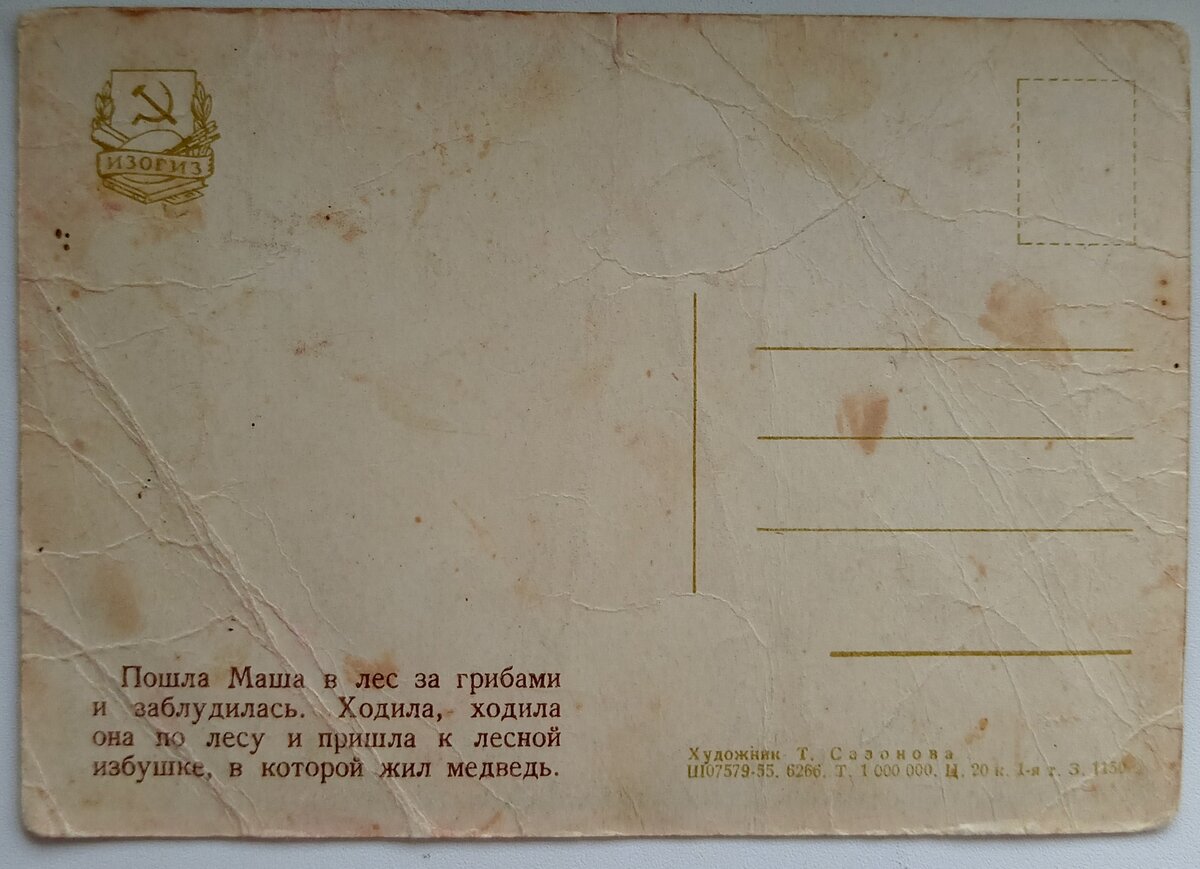 ИЗОГИЗ
Пошла Маша в лес за грибами
и заблудилась. Ходила, ходила
она по лесу и пришла к лесной
избушке, в которой жил медведь.
Художник Т. Сазонова
Ш07579-55. 6266. Т. 1 000 000. Ц. 20 к. 1-я т. З. 1150